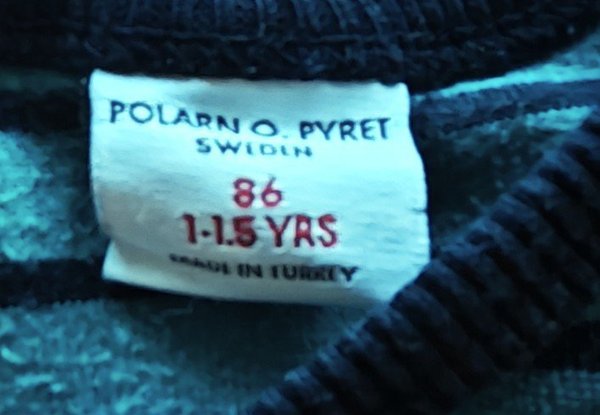 POLARN O. PYRET
SWEDEN
86
1-1.5 YRS
MADE IN TURKEY